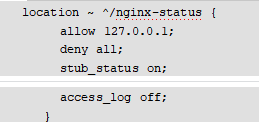 location ~ ^/nginx-status {
allow 127.0.0.1;
deny all;
stub_status on;
access_log off;
}